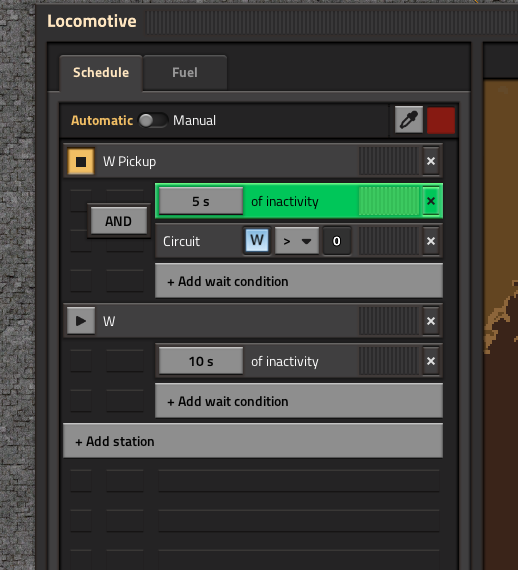 Locomotive
Schedule Fuel
Automatic Manual
W Pickup
5 s of inactivity
AND
Circuit W > 0
+ Add wait condition
W
10 s of inactivity
+ Add wait condition
+ Add station